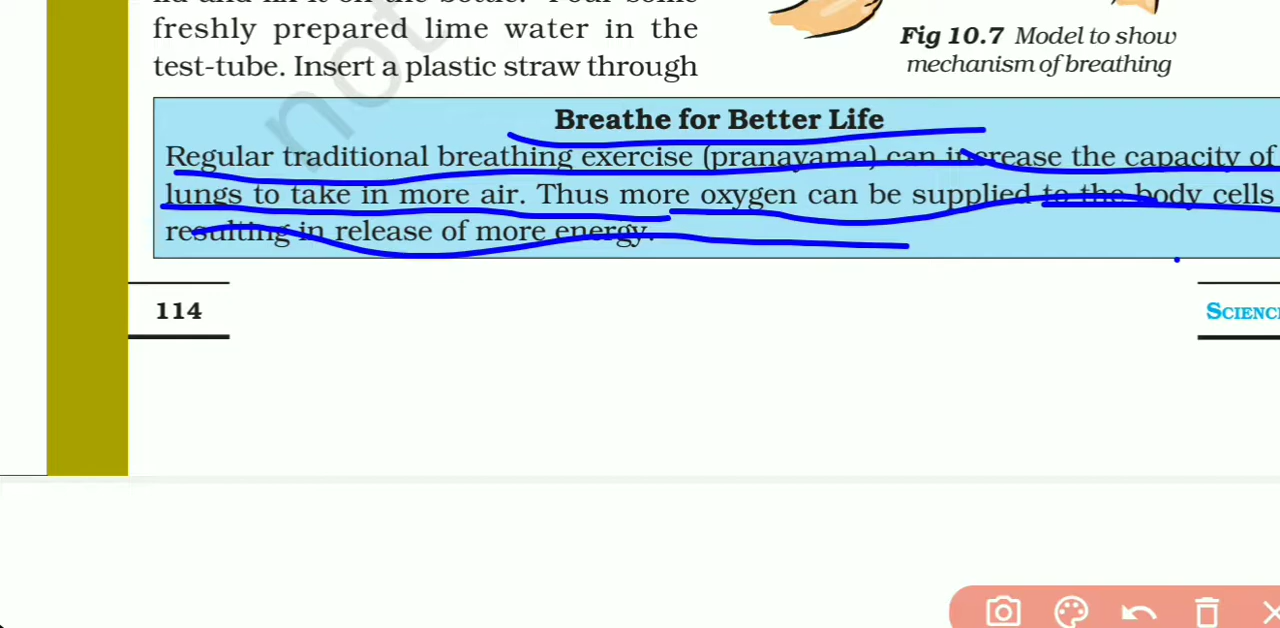 freshly prepared lime water in the
test-tube. Insert a plastic straw through
Fig 10.7 Model to show
mechanism of breathing
Breathe for Better Life
Regular traditional breathing exercise (pranayama) can increase the capacity of
lungs to take in more air. Thus more oxygen can be supplied to the body cells
resulting in release of more energy.
114
SCIENC
not